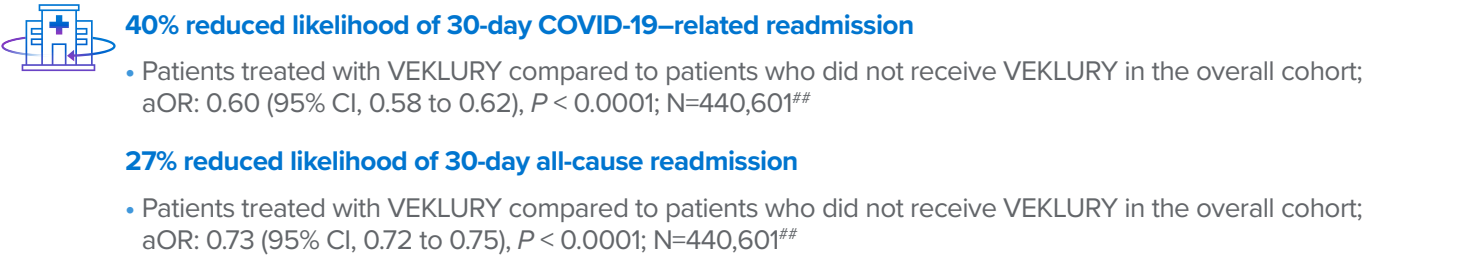 40% reduced likelihood of 30-day COVID-19–related readmission
• Patients treated with VEKLURY compared to patients who did not receive VEKLURY in the overall cohort;
aOR: 0.60 (95% CI, 0.58 to 0.62), P < 0.0001; N=440,601##
27% reduced likelihood of 30-day all-cause readmission
• Patients treated with VEKLURY compared to patients who did not receive VEKLURY in the overall cohort;
aOR: 0.73 (95% CI, 0.72 to 0.75), P < 0.0001; N=440,601##